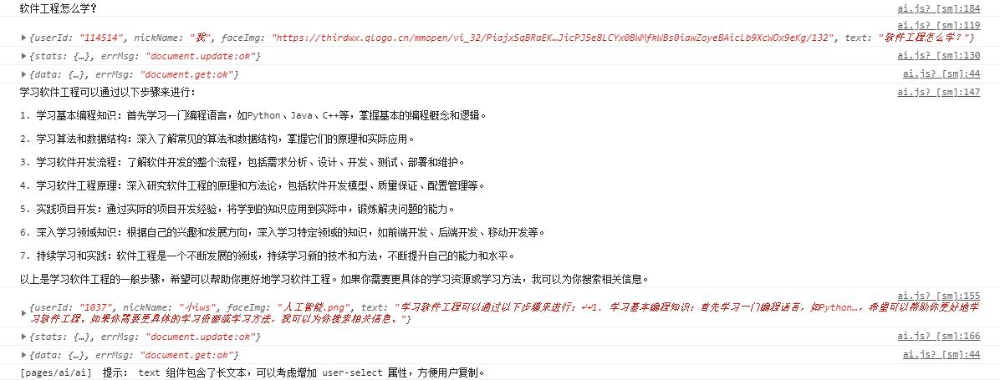 软件工程怎么学? ai.js? [sm]:184
ai.js? [sm]:119
{userId: "114514", nickName: "我", faceImg: "https://thirdwx.qlogo.cn/mmopen/vi_32/PiajxSqBRaEK…JicPJ5e8LCYx0BWMfkWBs0iawZoyeBAicLb9XcWOx9eKg/132", text: "软件工程怎么学?"}
{stats: {…}, errMsg: "document.update:ok"} ai.js? [sm]:130
{data: {…}, errMsg: "document.get:ok"} ai.js? [sm]:44
学习软件工程可以通过以下步骤来进行: ai.js? [sm]:147
1. 学习基本编程知识:首先学习一门编程语言,如Python、Java、C++等,掌握基本的编程概念和逻辑。
2. 学习算法和数据结构:深入了解常见的算法和数据结构,掌握它们的原理和实际应用。
3. 学习软件开发流程:了解软件开发的整个流程,包括需求分析、设计、开发、测试、部署和维护。
4. 学习软件工程原理:深入研究软件工程的原理和方法论,包括软件开发模型、质量保证、配置管理等。
5. 实践项目开发:通过实际的项目开发经验,将学到的知识应用到实际中,锻炼解决问题的能力。
6. 深入学习领域知识:根据自己的兴趣和发展方向,深入学习特定领域的知识,如前端开发、后端开发、移动开发等。
7. 持续学习和实践:软件工程是一个不断发展的领域,持续学习新的技术和方法,不断提升自己的能力和水平。
以上是学习软件工程的一般步骤,希望可以帮助你更好地学习软件工程。如果你需要更具体的学习资源或学习方法,我可以为你搜索相关信息。
ai.js? [sm]:155
{userId: "1037", nickName: "小iws", faceImg: "人工智能.png", text: "学习软件工程可以通过以下步骤来进行:↵↵1. 学习基本编程知识:首先学习一门编程语言,如Python…,希望可以帮助你更好地学
习软件工程。如果你需要更具体的学习资源或学习方法,我可以为你搜索相关信息。"}
{stats: {…}, errMsg: "document.update:ok"} ai.js? [sm]:166
{data: {…}, errMsg: "document.get:ok"} ai.js? [sm]:44
[pages/ai/ai] 提示: text 组件包含了长文本,可以考虑增加 user-select 属性,方便用户复制。